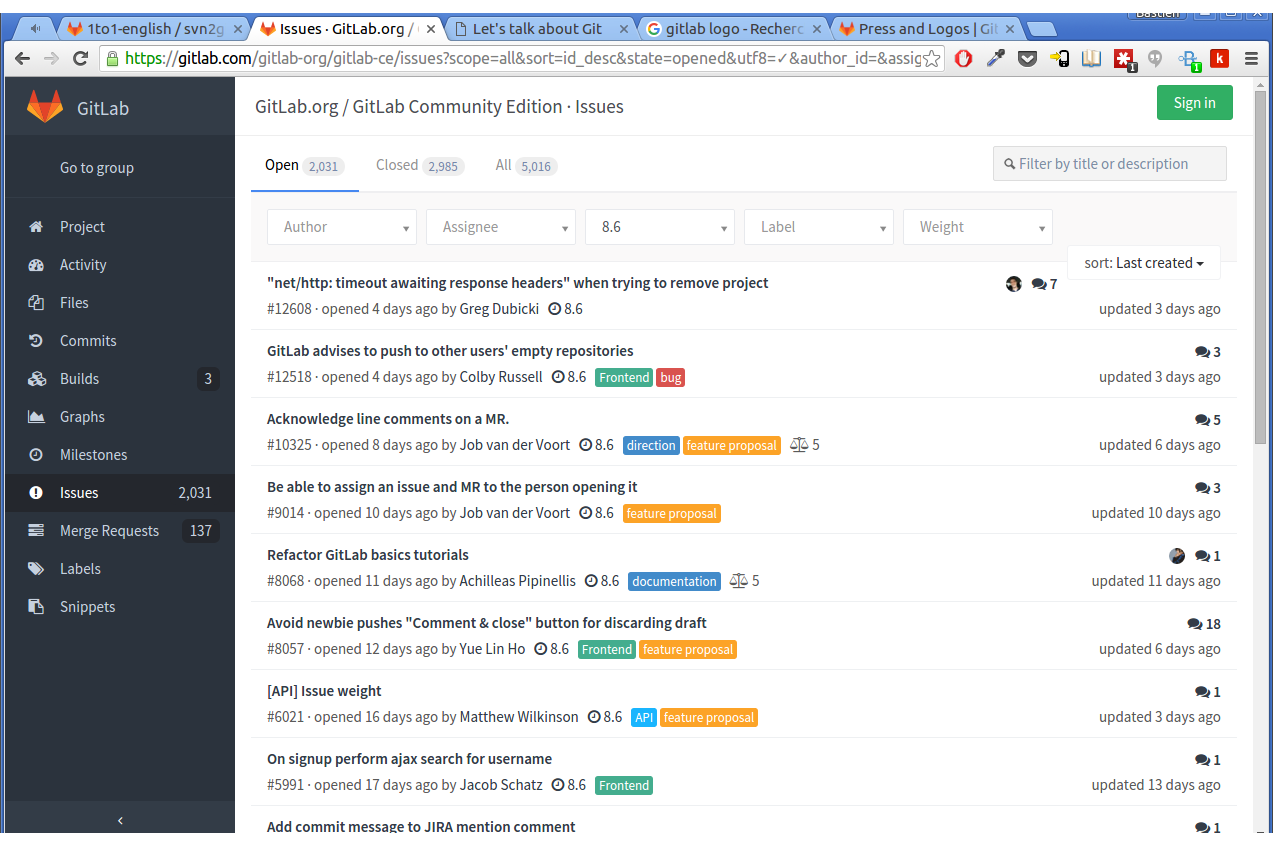 Bastien
1to1-english / svn2g
Issues · GitLab.org /
Let's talk about Git
gitlab logo - Recherc
Press and Logos | Git
https://gitlab.com/gitlab-org/gitlab-ce/issues?scope=all&sort=id_desc&state=opened&utf8=✓&author_id=&assig
1
1
k
GitLab
GitLab.org / GitLab Community Edition · Issues
Sign in
Go to group
Project
Activity
Files
Commits
Builds 3
Graphs
Milestones
Issues 2,031
Merge Requests 137
Labels
Snippets
Open 2,031 Closed 2,985 All 5,016
Filter by title or description
Author Assignee 8.6 Label Weight
sort: Last created
"net/http: timeout awaiting response headers" when trying to remove project 7
#12608 · opened 4 days ago by Greg Dubicki 8.6 updated 3 days ago
GitLab advises to push to other users' empty repositories 3
#12518 · opened 4 days ago by Colby Russell 8.6 Frontend bug updated 3 days ago
Acknowledge line comments on a MR. 5
#10325 · opened 8 days ago by Job van der Voort 8.6 direction feature proposal 5 updated 6 days ago
Be able to assign an issue and MR to the person opening it 3
#9014 · opened 10 days ago by Job van der Voort 8.6 feature proposal updated 10 days ago
Refactor GitLab basics tutorials 1
#8068 · opened 11 days ago by Achilleas Pipinellis 8.6 documentation 5 updated 11 days ago
Avoid newbie pushes "Comment & close" button for discarding draft 18
#8057 · opened 12 days ago by Yue Lin Ho 8.6 Frontend feature proposal updated 6 days ago
[API] Issue weight 1
#6021 · opened 16 days ago by Matthew Wilkinson 8.6 API feature proposal updated 3 days ago
On signup perform ajax search for username 1
#5991 · opened 17 days ago by Jacob Schatz 8.6 Frontend updated 13 days ago
Add commit message to JIRA mention comment 1